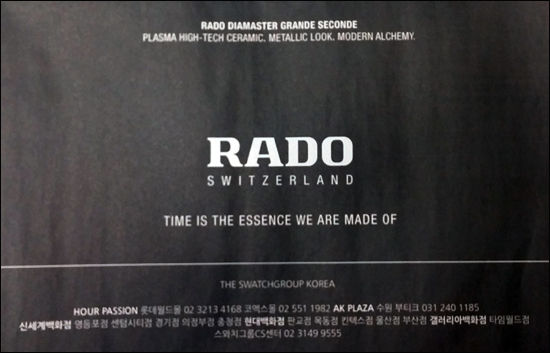 RADO DIAMASTER GRANDE SECONDE
PLASMA HIGH-TECH CERAMIC. METALLIC LOOK. MODERN ALCHEMY.
RADO
SWITZERLAND
TIME IS THE ESSENCE WE ARE MADE OF
THE SWATCHGROUP KOREA
HOUR PASSION 롯데월드몰 02 3213 4168 코엑스몰 02 551 1982 AK PLAZA 수원 부티크 031 240 1185
신세계백화점 영등포점 센텀시티점 경기점 의정부점 충청점 현대백화점 판교점 목동점 킨텍스점 울산점 부산점 갤러리아백화점 타임월드점
스와치그룹CS센터 02 3149 9555